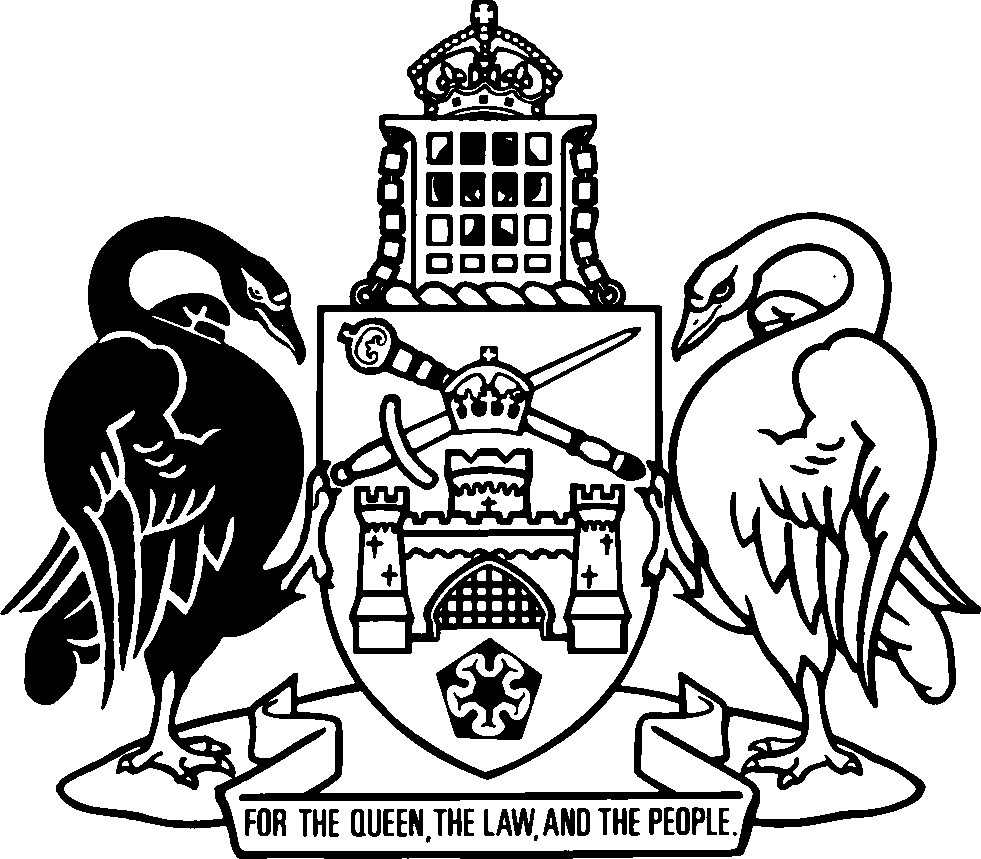 FOR THE QUEEN, THE LAW, AND THE PEOPLE.